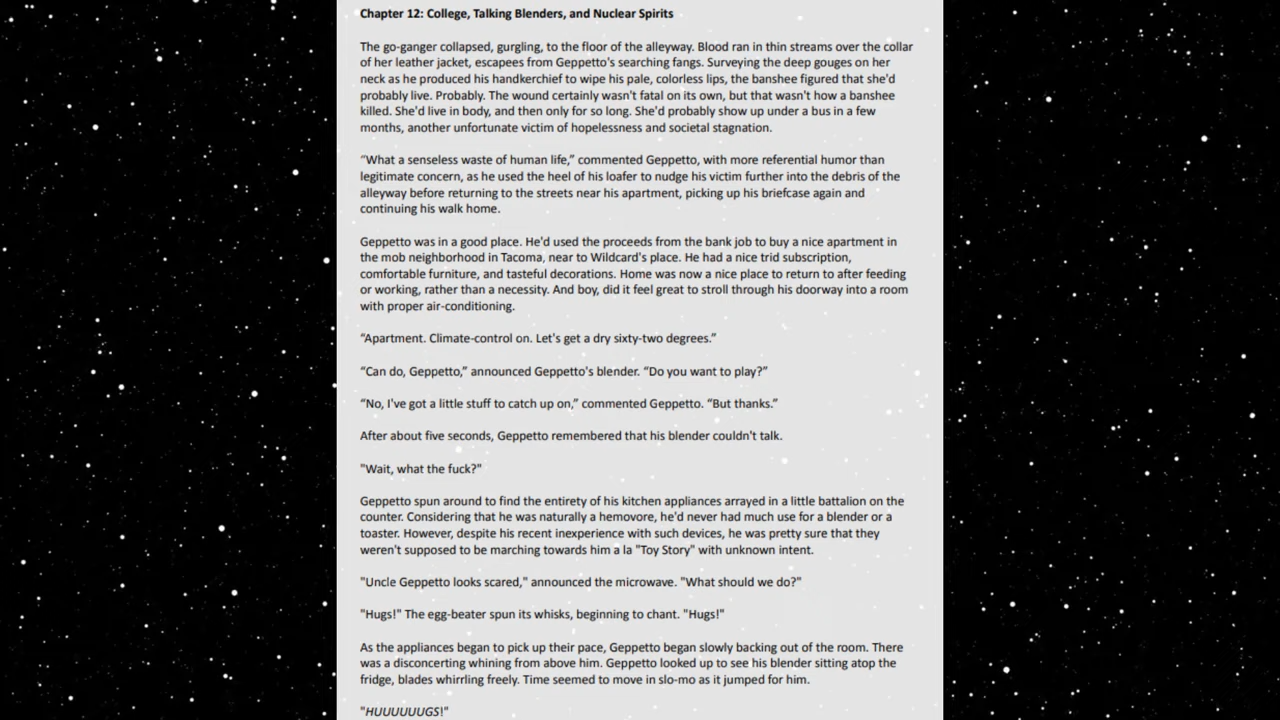 Chapter 12: College, Talking Blenders, and Nuclear Spirits
The go-ganger collapsed, gurgling, to the floor of the alleyway. Blood ran in thin streams over the collar
of her leather jacket, escapees from Geppetto's searching fangs. Surveying the deep gouges on her
neck as he produced his handkerchief to wipe his pale, colorless lips, the banshee figured that she'd
probably live. Probably. The wound certainly wasn't fatal on its own, but that wasn't how a banshee
killed. She'd live in body, and then only for so long. She'd probably show up under a bus in a few
months, another unfortunate victim of hopelessness and societal stagnation.
“What a senseless waste of human life,” commented Geppetto, with more referential humor than
legitimate concern, as he used the heel of his loafer to nudge his victim further into the debris of the
alleyway before returning to the streets near his apartment, picking up his briefcase again and
continuing his walk home.
Geppetto was in a good place. He'd used the proceeds from the bank job to buy a nice apartment in
the mob neighborhood in Tacoma, near to Wildcard's place. He had a nice trid subscription,
comfortable furniture, and tasteful decorations. Home was now a nice place to return to after feeding
or working, rather than a necessity. And boy, did it feel great to stroll through his doorway into a room
with proper air-conditioning.
“Apartment. Climate-control on. Let's get a dry sixty-two degrees.”
“Can do, Geppetto,” announced Geppetto's blender. “Do you want to play?”
“No, I've got a little stuff to catch up on,” commented Geppetto. “But thanks.”
After about five seconds, Geppetto remembered that his blender couldn't talk.
"Wait, what the fuck?"
Geppetto spun around to find the entirety of his kitchen appliances arrayed in a little battalion on the
counter. Considering that he was naturally a hemovore, he'd never had much use for a blender or a
toaster. However, despite his recent inexperience with such devices, he was pretty sure that they
weren't supposed to be marching towards him a la "Toy Story" with unknown intent.
"Uncle Geppetto looks scared," announced the microwave. "What should we do?"
"Hugs!" The egg-beater spun its whisks, beginning to chant. "Hugs!"
As the appliances began to pick up their pace, Geppetto began slowly backing out of the room. There
was a disconcerting whining from above him. Geppetto looked up to see his blender sitting atop the
fridge, blades whirrling freely. Time seemed to move in slo-mo as it jumped for him.
"HUUUUUUGS!"